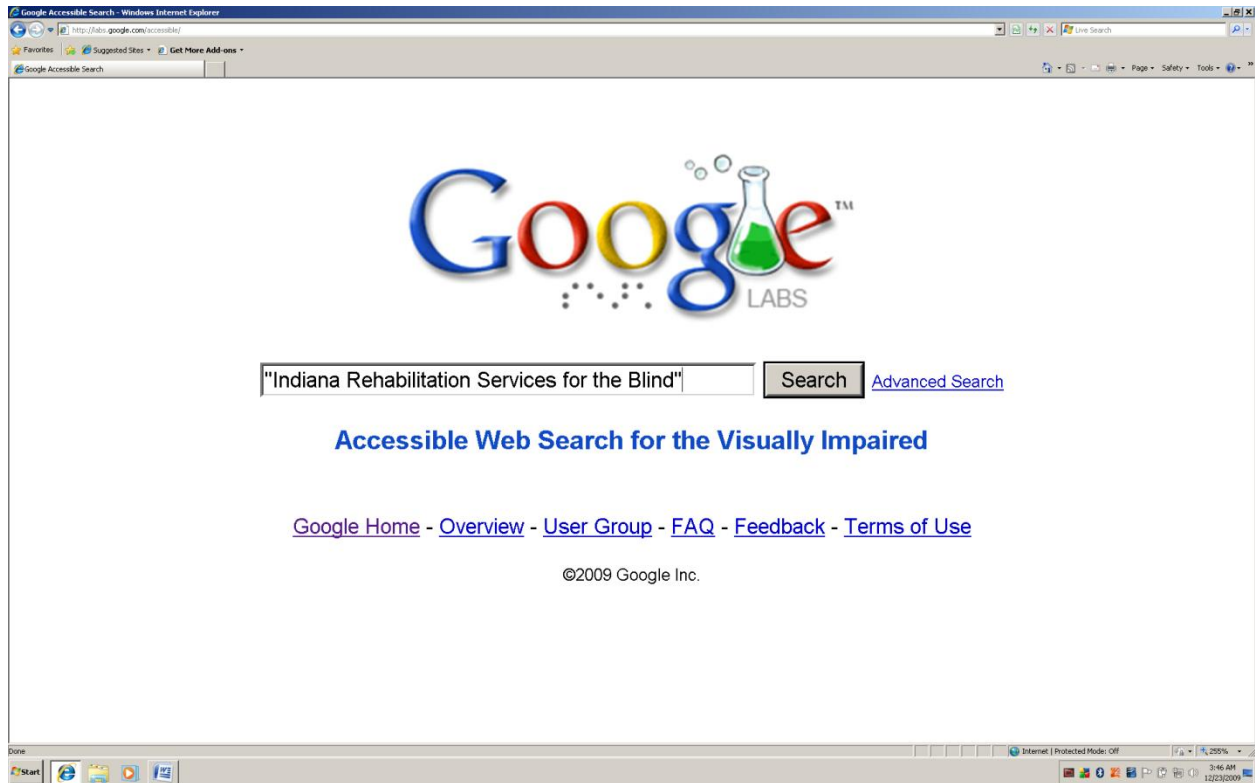 Google Accessible Search - Windows Internet Explorer
http://labs.google.com/accessible/
Live Search
Favorites Suggested Sites Get More Add-ons
Google Accessible Search
Page Safety Tools »
Google™
LABS
"Indiana Rehabilitation Services for the Blind" Search Advanced Search
Accessible Web Search for the Visually Impaired
Google Home - Overview - User Group - FAQ - Feedback - Terms of Use
©2009 Google Inc.
Done Internet | Protected Mode: Off 255%
Start 3:46 AM
12/23/2009